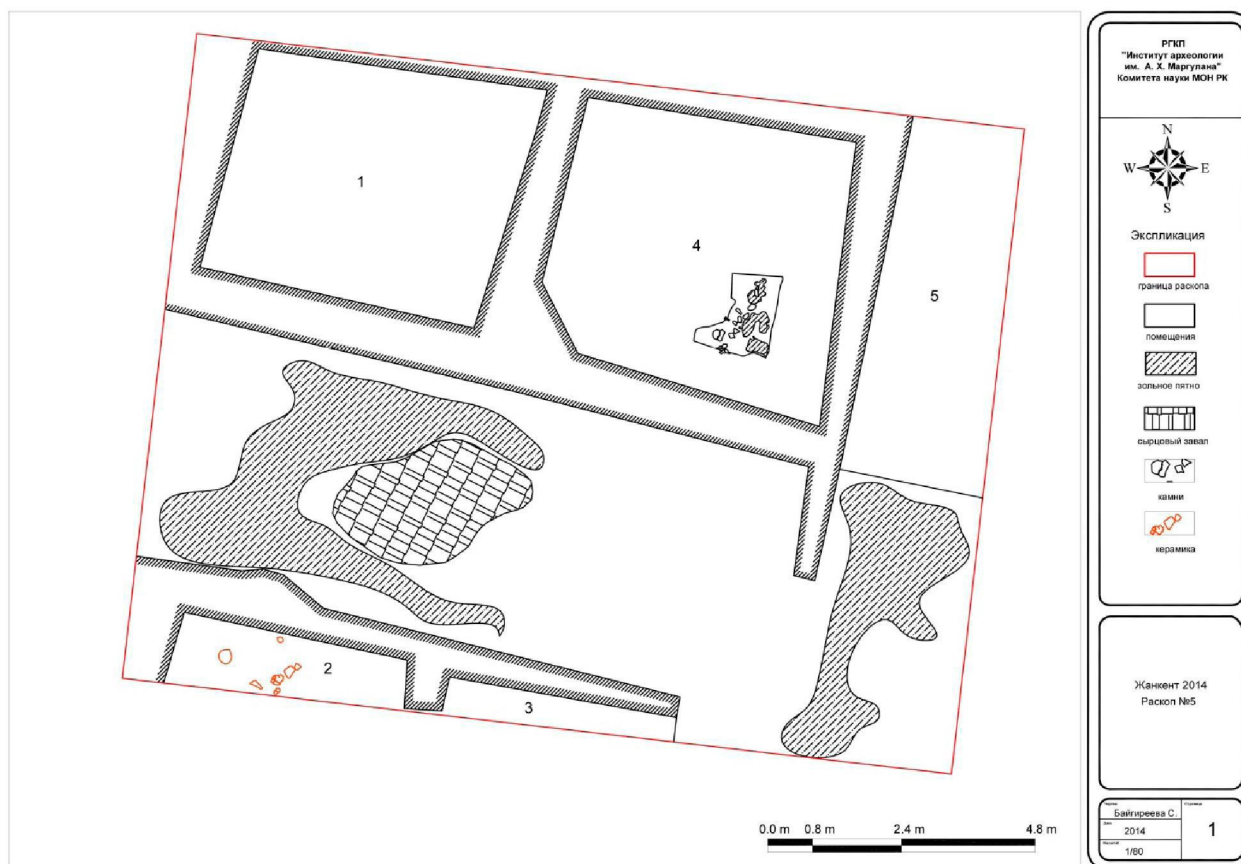 1
4
5
2
3
0.0 m 0.8 m 2.4 m 4.8 m
РГКП
"Институт археологии
им. А. Х. Маргулана"
Комитета науки МОН РК
N
W E
S
Экспликация
граница раскопа
помещения
зольное пятно
сырцовый завал
камни
керамика
Жанкент 2014
Раскоп №5
Байгиреева С.
2014
1/80
1